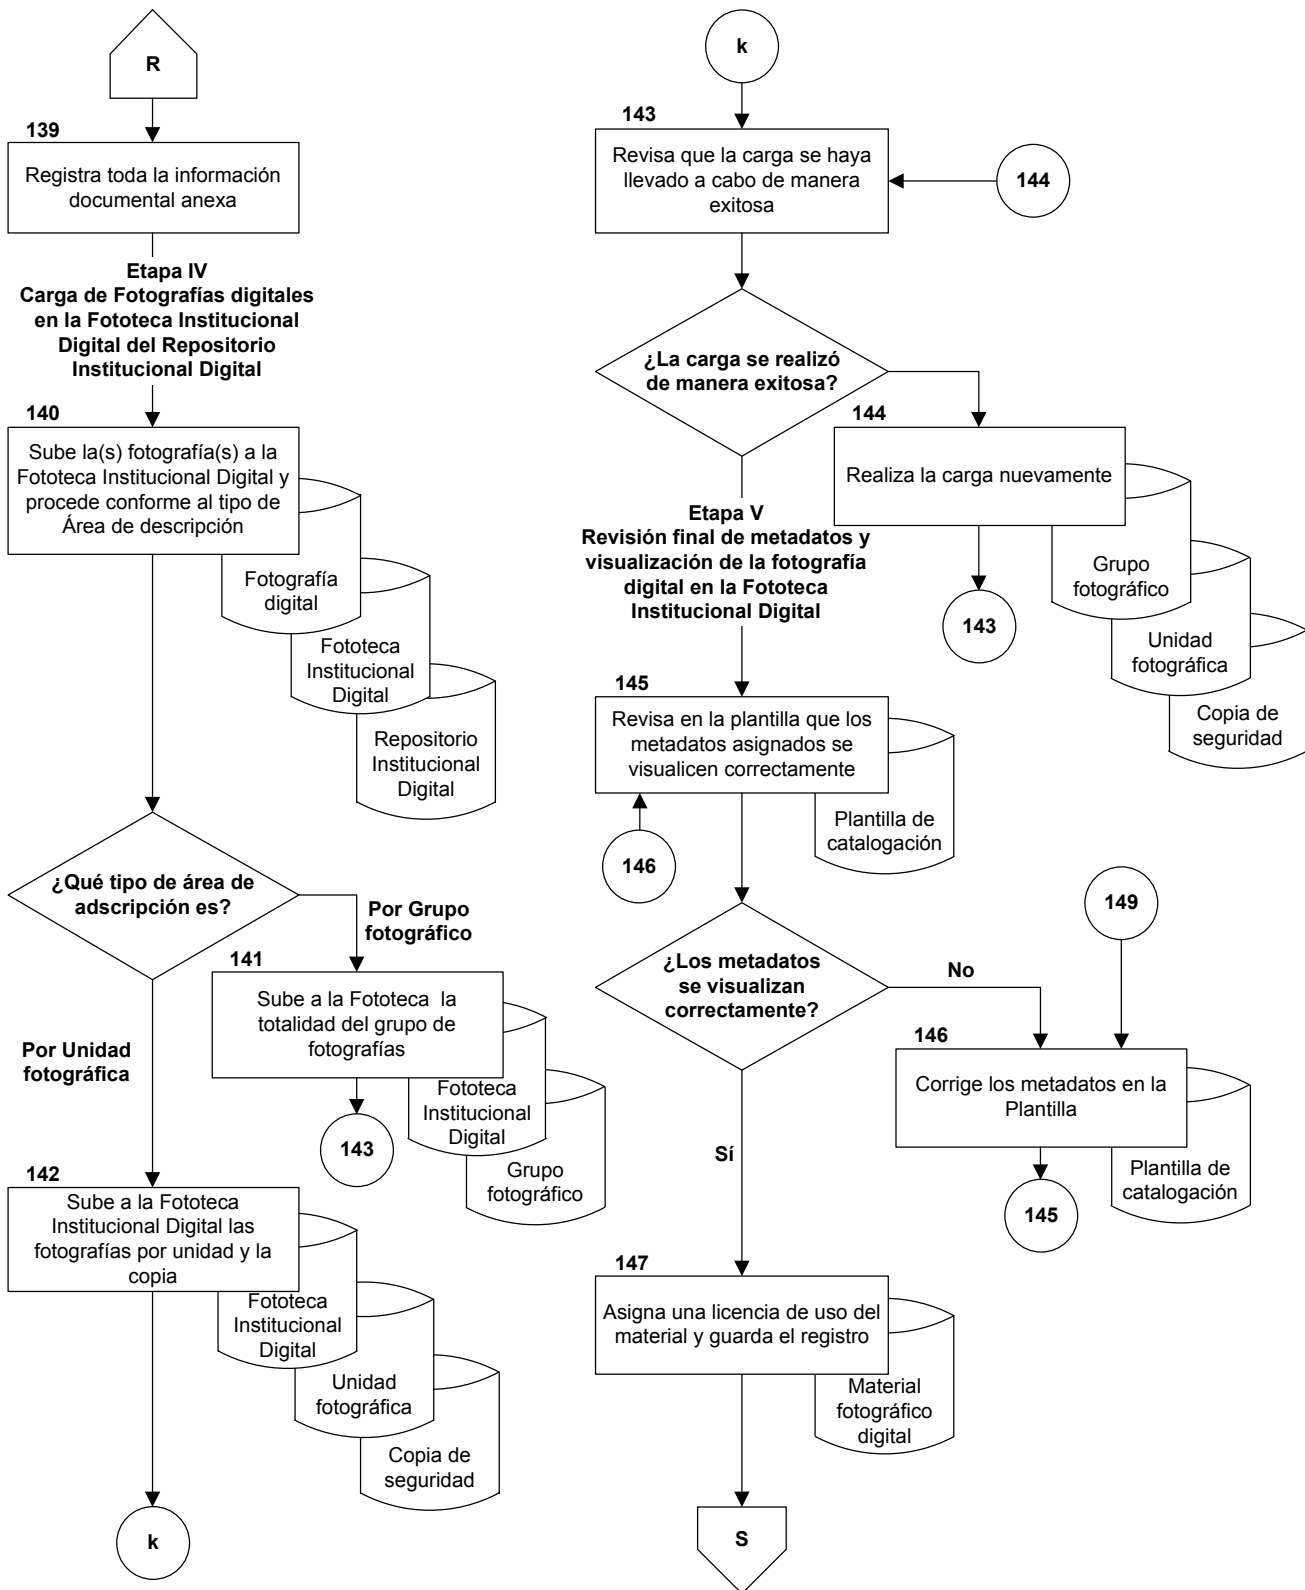 R
139
Registra toda la información
documental anexa
Etapa IV
Carga de Fotografías digitales
en la Fototeca Institucional
Digital del Repositorio
Institucional Digital
140
Sube la(s) fotografía(s) a la
Fototeca Institucional Digital y
procede conforme al tipo de
Área de descripción
Fotografía
digital
Fototeca
Institucional
Digital
Repositorio
Institucional
Digital
¿Qué tipo de área de
adscripción es?
Por Grupo
fotográfico
141
Sube a la Fototeca la
totalidad del grupo de
fotografías
Fototeca
Institucional
Digital
Grupo
fotográfico
143
Por Unidad
fotográfica
142
Sube a la Fototeca
Institucional Digital las
fotografías por unidad y la
copia
Fototeca
Institucional
Digital
Unidad
fotográfica
Copia de
seguridad
k
k
143
Revisa que la carga se haya
llevado a cabo de manera
exitosa
144
¿La carga se realizó
de manera exitosa?
144
Realiza la carga nuevamente
Grupo
fotográfico
Unidad
fotográfica
Copia de
seguridad
143
Etapa V
Revisión final de metadatos y
visualización de la fotografía
digital en la Fototeca
Institucional Digital
145
Revisa en la plantilla que los
metadatos asignados se
visualicen correctamente
Plantilla de
catalogación
146
¿Los metadatos
se visualizan
correctamente?
No
149
146
Corrige los metadatos en la
Plantilla
Plantilla de
catalogación
145
Sí
147
Asigna una licencia de uso del
material y guarda el registro
Material
fotográfico
digital
S